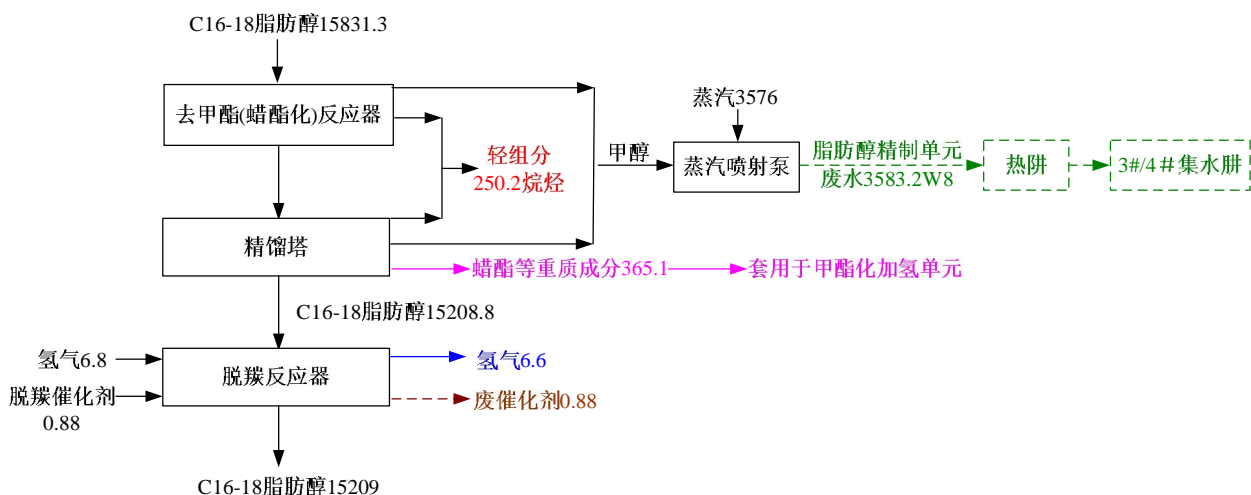 C16-18脂肪醇15831.3
去甲酯(蜡酯化)反应器
轻组分
250.2烷烃
甲醇
蒸汽3576
蒸汽喷射泵
脂肪醇精制单元
废水3583.2W8
热阱
3#/4＃集水肼
精馏塔
蜡酯等重质成分365.1
套用于甲酯化加氢单元
C16-18脂肪醇15208.8
氢气6.8
脱羰催化剂
0.88
脱羰反应器
氢气6.6
废催化剂0.88
C16-18脂肪醇15209